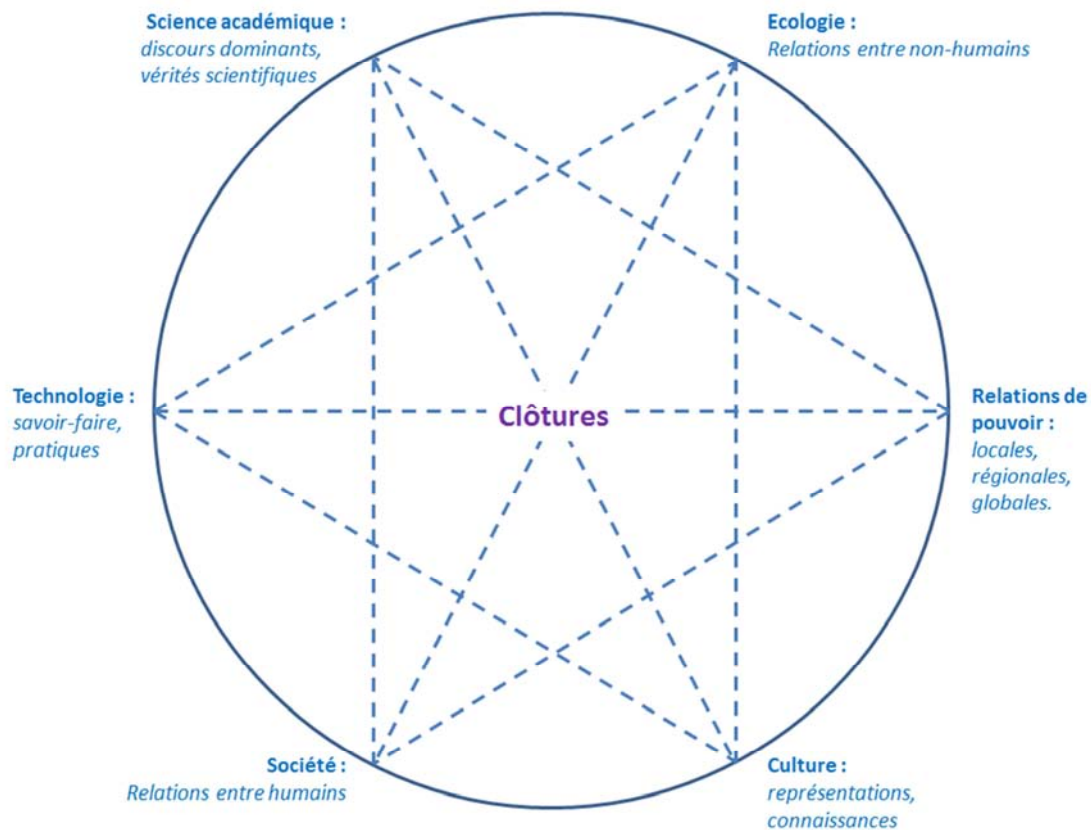 Science académique :
discours dominants,
vérités scientifiques
Ecologie :
Relations entre non-humains
Technologie :
savoir-faire,
pratiques
Clôtures
Relations de
pouvoir :
locales,
régionales,
globales.
Société :
Relations entre humains
Culture :
représentations,
connaissances